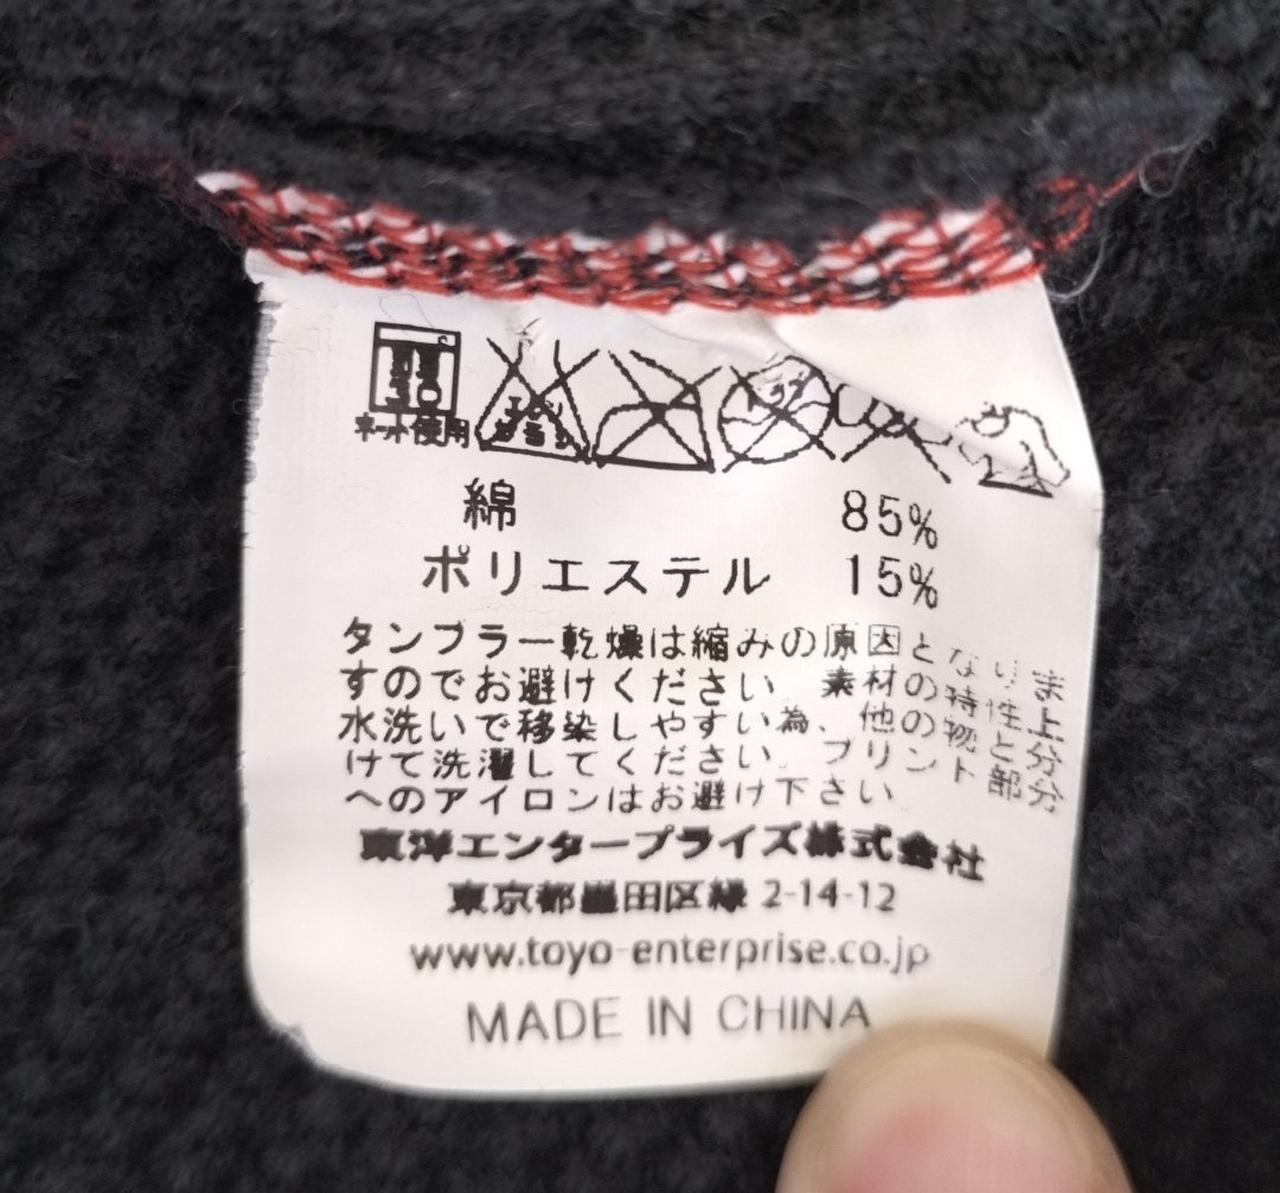 ネット使用
綿 85%
ポリエステル 15%
タンブラー乾燥は縮みの原因となりま
すのでお避けください。素材の特性上
水洗いで移染しやすい為、他の物と分
けて洗濯してください。プリント部分
へのアイロンはお避け下さい
東洋エンタープライズ株式会社
東京都墨田区緑 2-14-12
www.toyo-enterprise.co.jp
MADE IN CHINA